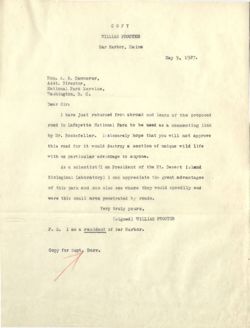 COPY
WILLIAM PROCTER
Bar Harbor, Maine
May 9, 1927.
Hon. A. B. Cammerer,
Asst. Director,
National Park Service,
Washington, D. C.
Dear Sir:
I have just returned from abroad and learn of the proposed
road in Lafayette National Park to be used as a connecting link
by Mr. Rockefeller. I sincerely hope that you will not approve
this road for it would destroy a section of unique wild life
with no particular advantage to anyone.
As a scientist (I am President of the Mt. Desert Island
Biological Laboratory) I can appreciate the great advantages
of this park and can also see where they would speedily end
were this small area penetrated by roads.
Very truly yours,
(Signed) WILLIAM PROCTER
P. S. I am a resident of Bar Harbor.
Copy for Supt. Dorr.